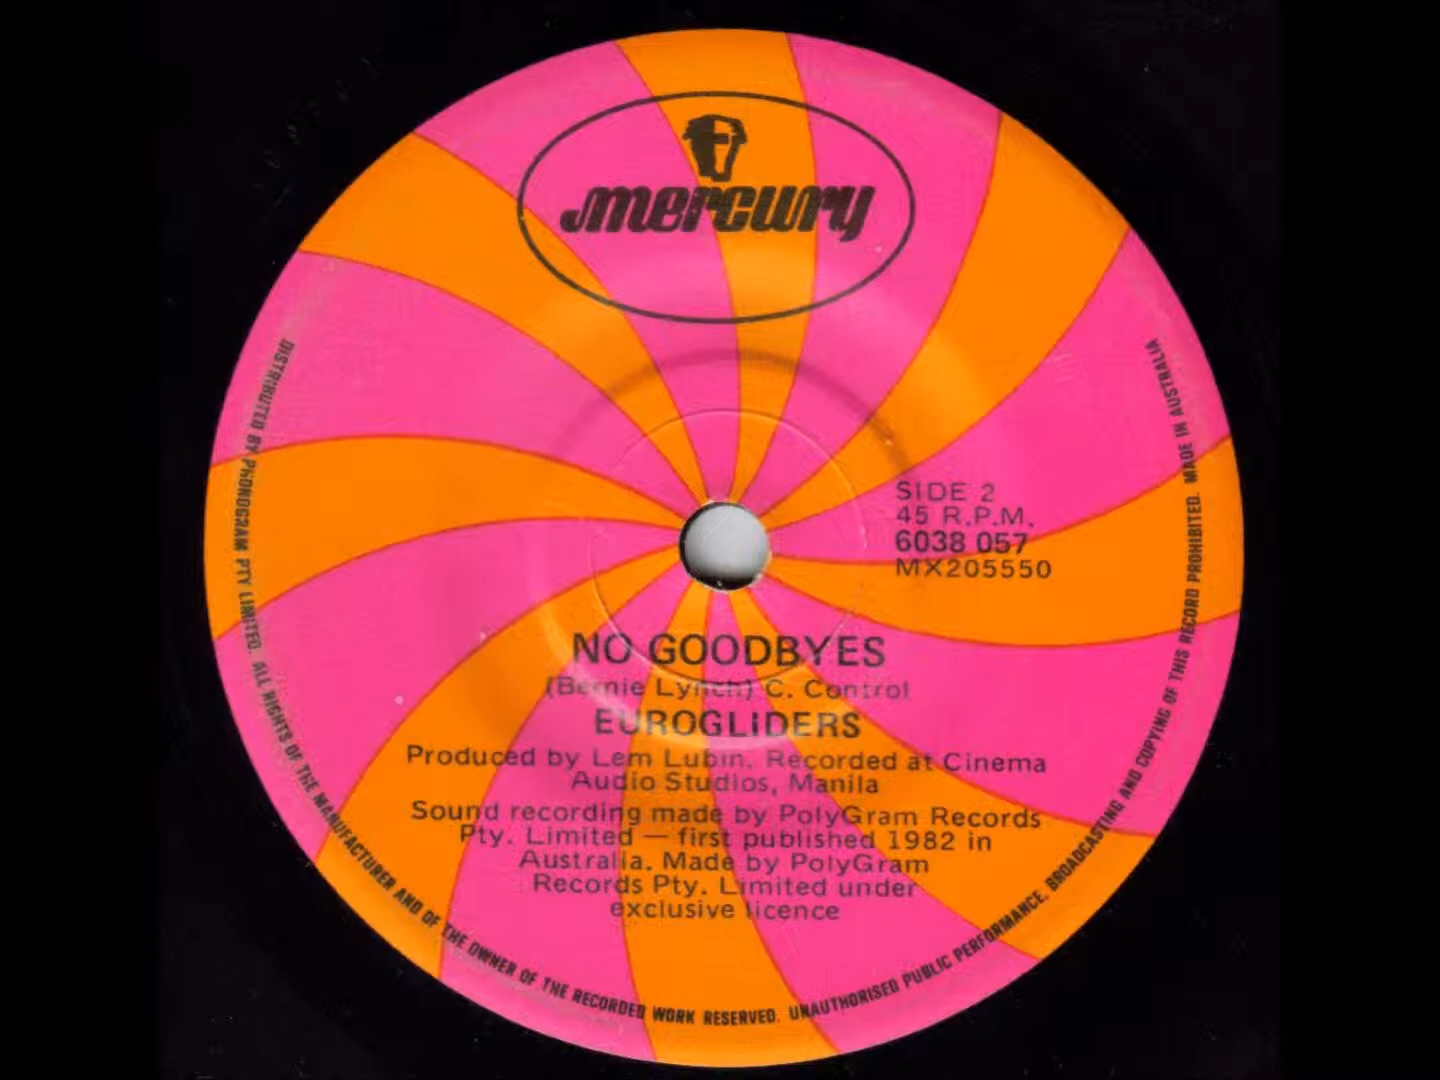 mercury
SIDE 2
45 R.P.M.
6038 057
MX205550
NO GOODBYES
(Bernie Lynch) C. Control
EUROGLIDERS
Produced by Lem Lubin. Recorded at Cinema
Audio Studios, Manila
Sound recording made by PolyGram Records
Pty. Limited — first published 1982 in
Australia. Made by PolyGram
Records Pty. Limited under
exclusive licence
DISTRIBUTED BY PHONOGRAM PTY LIMITED. ALL RIGHTS OF THE MANUFACTURER AND OF THE OWNER OF THE RECORDED WORK RESERVED. UNAUTHORISED PUBLIC PERFORMANCE, BROADCASTING AND COPYING OF THIS RECORD PROHIBITED. MADE IN AUSTRALIA